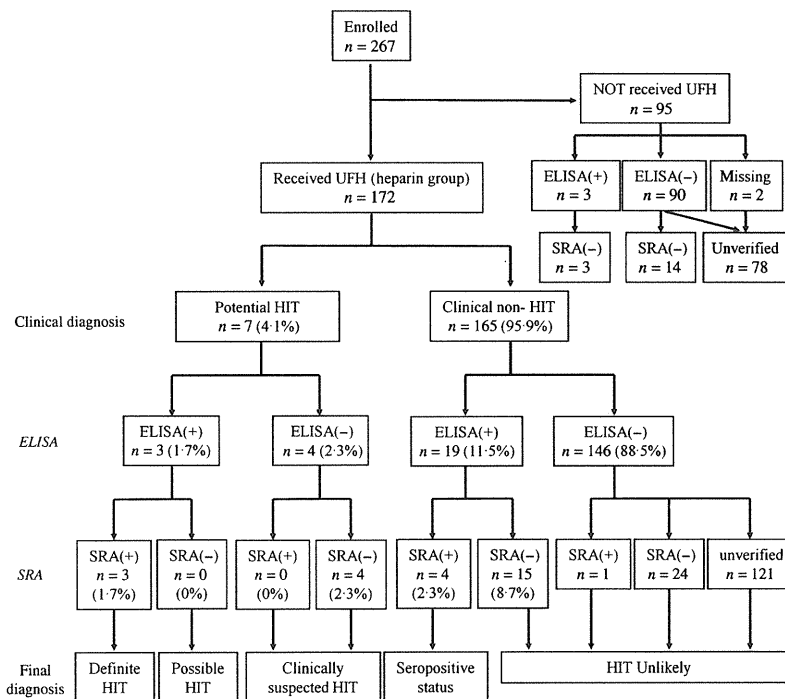 Enrolled
n = 267
NOT received UFH
n = 95
ELISA(+)
n = 3
ELISA(−)
n = 90
Missing
n = 2
Received UFH (heparin group)
n = 172
SRA(−)
n = 3
SRA(−)
n = 14
Unverified
n = 78
Clinical diagnosis
Potential HIT
n = 7 (4·1%)
Clinical non- HIT
n = 165 (95·9%)
ELISA
ELISA(+)
n = 3 (1·7%)
ELISA(−)
n = 4 (2·3%)
ELISA(+)
n = 19 (11·5%)
ELISA(−)
n = 146 (88·5%)
SRA
SRA(+)
n = 3
(1·7%)
SRA(−)
n = 0
(0%)
SRA(+)
n = 0
(0%)
SRA(−)
n = 4
(2·3%)
SRA(+)
n = 4
(2·3%)
SRA(−)
n = 15
(8·7%)
SRA(+)
n = 1
SRA(−)
n = 24
unverified
n = 121
Final
diagnosis
Definite
HIT
Possible
HIT
Clinically
suspected HIT
Seropositive
status
HIT Unlikely